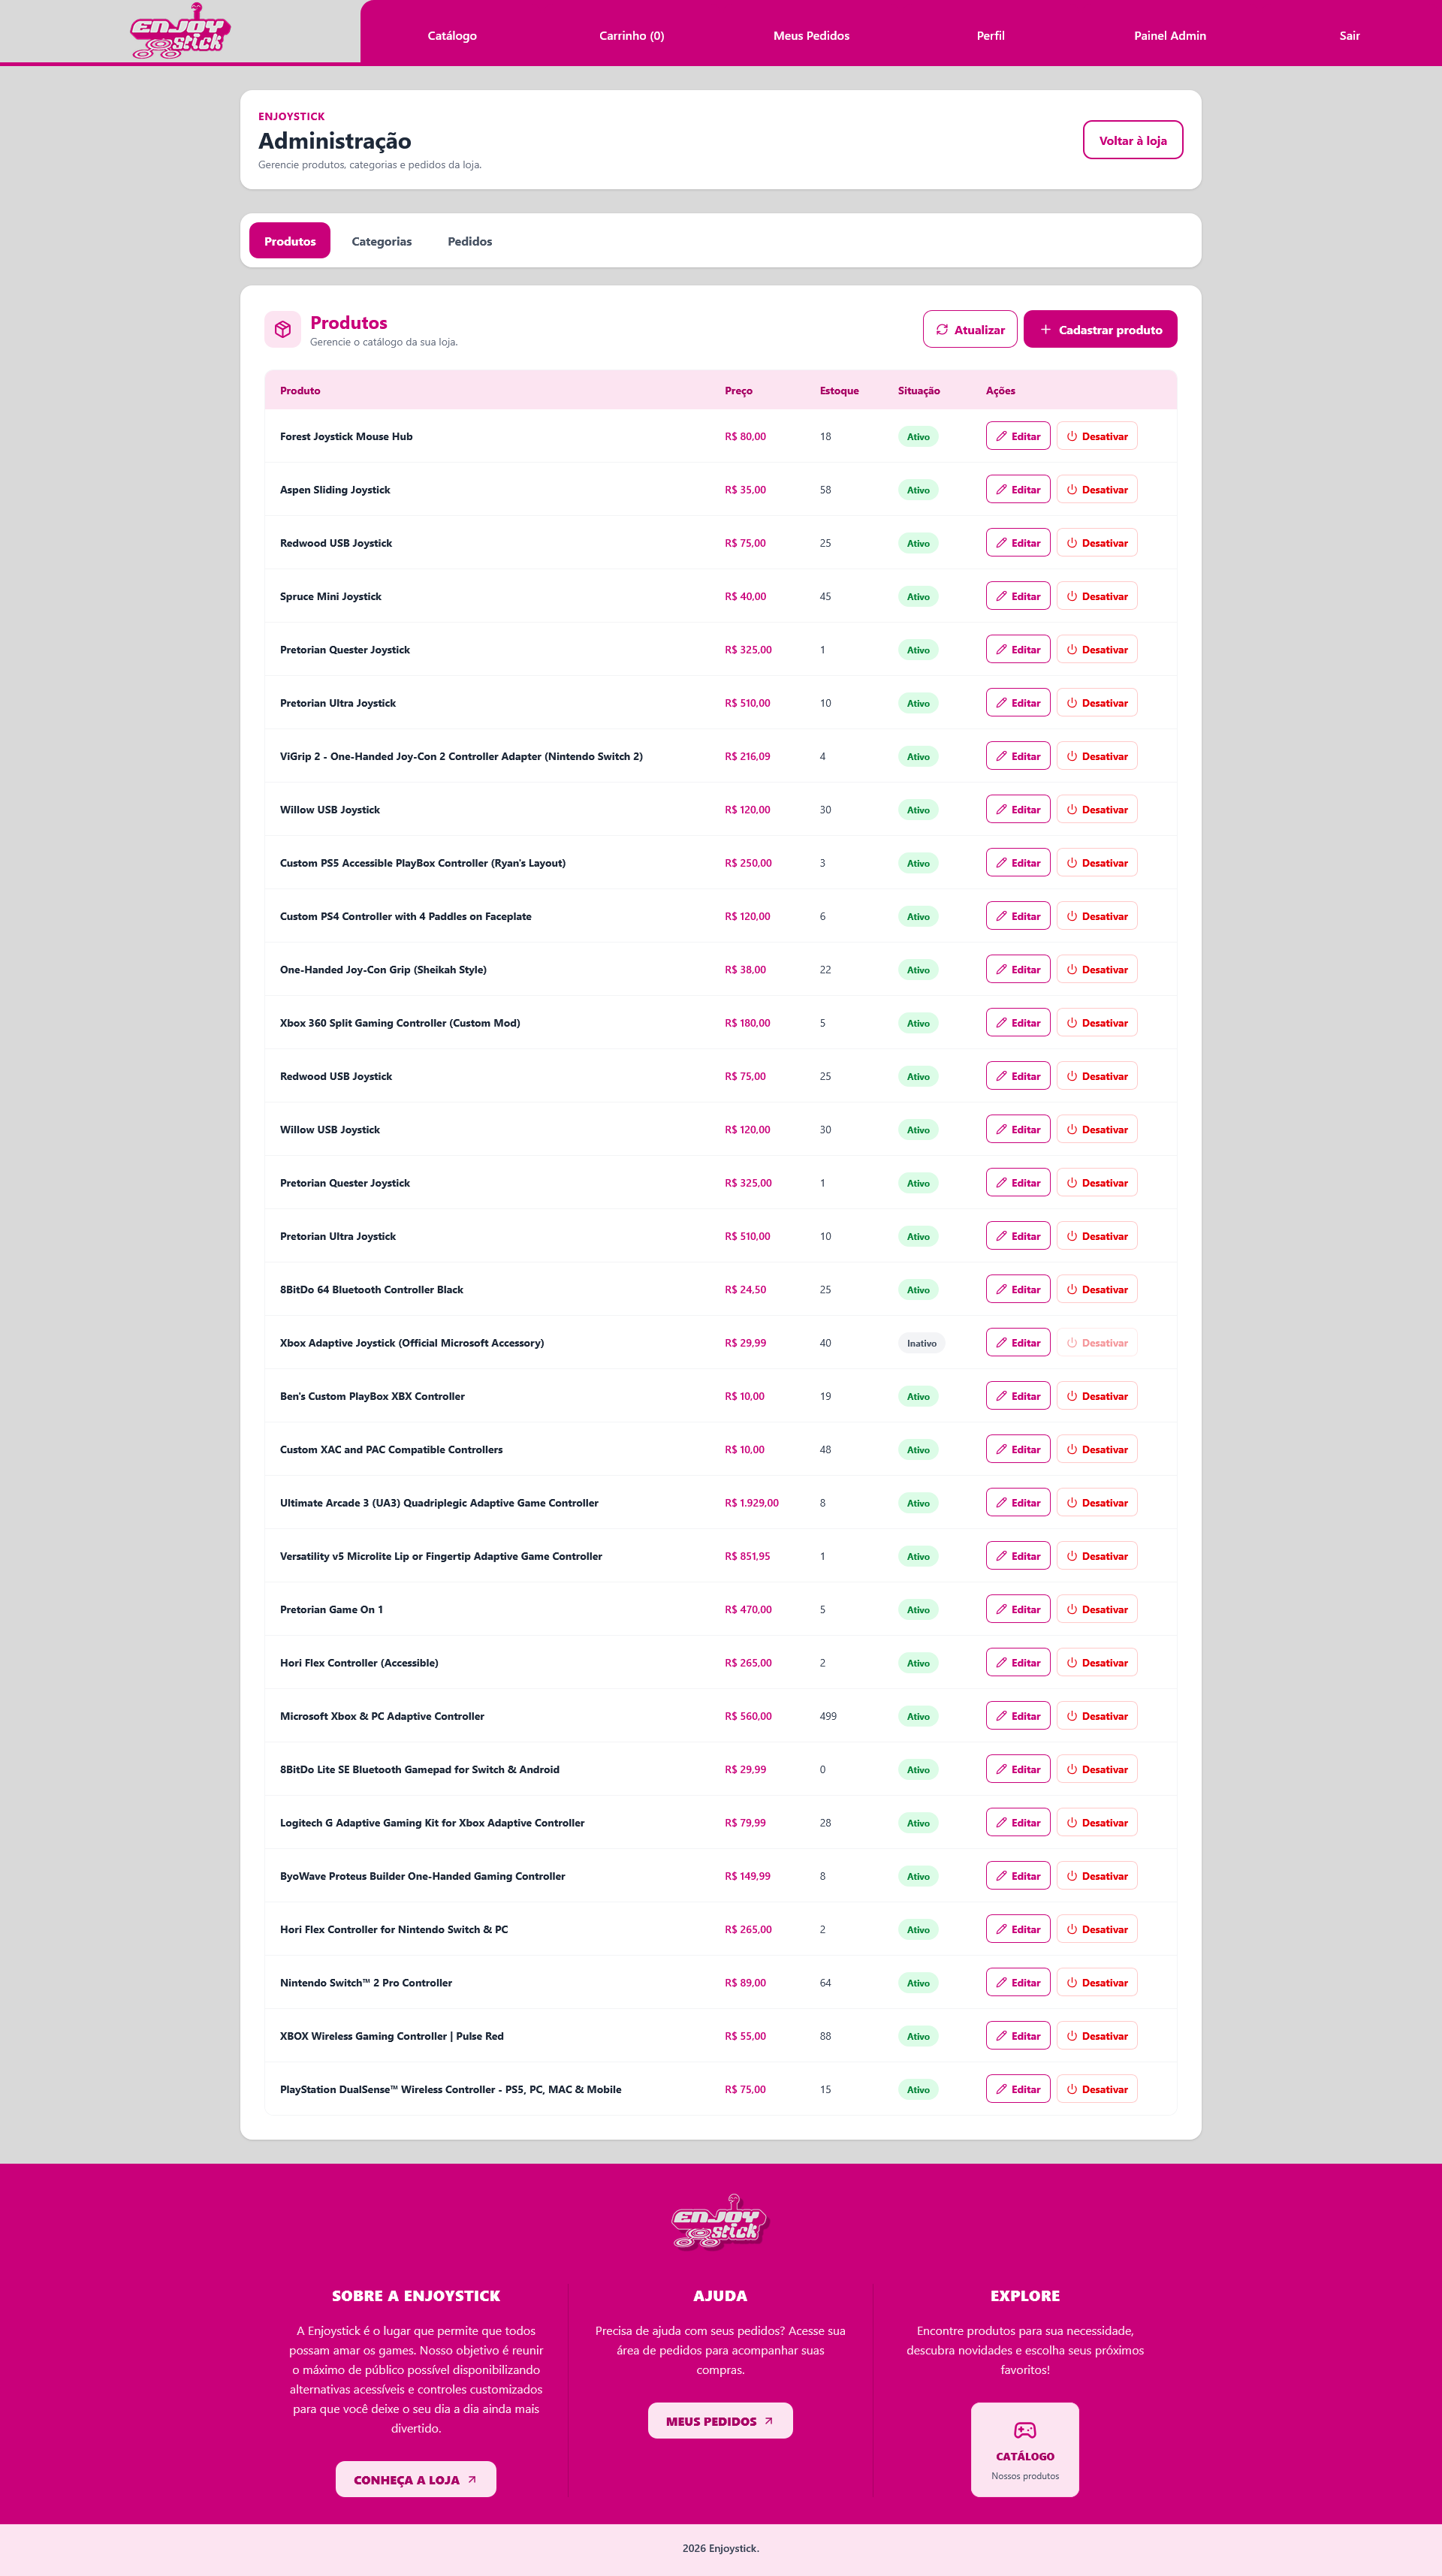 ENJOY
stick
Catálogo Carrinho (0) Meus Pedidos Perfil Painel Admin Sair
ENJOYSTICK
Administração
Gerencie produtos, categorias e pedidos da loja.
Voltar à loja
Produtos Categorias Pedidos
Produtos
Gerencie o catálogo da sua loja.
Atualizar Cadastrar produto
Produto Preço Estoque Situação Ações
Forest Joystick Mouse Hub R$ 80,00 18 Ativo Editar Desativar
Aspen Sliding Joystick R$ 35,00 58 Ativo Editar Desativar
Redwood USB Joystick R$ 75,00 25 Ativo Editar Desativar
Spruce Mini Joystick R$ 40,00 45 Ativo Editar Desativar
Pretorian Quester Joystick R$ 325,00 1 Ativo Editar Desativar
Pretorian Ultra Joystick R$ 510,00 10 Ativo Editar Desativar
ViGrip 2 - One-Handed Joy-Con 2 Controller Adapter (Nintendo Switch 2) R$ 216,09 4 Ativo Editar Desativar
Willow USB Joystick R$ 120,00 30 Ativo Editar Desativar
Custom PS5 Accessible PlayBox Controller (Ryan's Layout) R$ 250,00 3 Ativo Editar Desativar
Custom PS4 Controller with 4 Paddles on Faceplate R$ 120,00 6 Ativo Editar Desativar
One-Handed Joy-Con Grip (Sheikah Style) R$ 38,00 22 Ativo Editar Desativar
Xbox 360 Split Gaming Controller (Custom Mod) R$ 180,00 5 Ativo Editar Desativar
Redwood USB Joystick R$ 75,00 25 Ativo Editar Desativar
Willow USB Joystick R$ 120,00 30 Ativo Editar Desativar
Pretorian Quester Joystick R$ 325,00 1 Ativo Editar Desativar
Pretorian Ultra Joystick R$ 510,00 10 Ativo Editar Desativar
8BitDo 64 Bluetooth Controller Black R$ 24,50 25 Ativo Editar Desativar
Xbox Adaptive Joystick (Official Microsoft Accessory) R$ 29,99 40 Inativo Editar Desativar
Ben's Custom PlayBox XBX Controller R$ 10,00 19 Ativo Editar Desativar
Custom XAC and PAC Compatible Controllers R$ 10,00 48 Ativo Editar Desativar
Ultimate Arcade 3 (UA3) Quadriplegic Adaptive Game Controller R$ 1.929,00 8 Ativo Editar Desativar
Versatility v5 Microlite Lip or Fingertip Adaptive Game Controller R$ 851,95 1 Ativo Editar Desativar
Pretorian Game On 1 R$ 470,00 5 Ativo Editar Desativar
Hori Flex Controller (Accessible) R$ 265,00 2 Ativo Editar Desativar
Microsoft Xbox & PC Adaptive Controller R$ 560,00 499 Ativo Editar Desativar
8BitDo Lite SE Bluetooth Gamepad for Switch & Android R$ 29,99 0 Ativo Editar Desativar
Logitech G Adaptive Gaming Kit for Xbox Adaptive Controller R$ 79,99 28 Ativo Editar Desativar
ByoWave Proteus Builder One-Handed Gaming Controller R$ 149,99 8 Ativo Editar Desativar
Hori Flex Controller for Nintendo Switch & PC R$ 265,00 2 Ativo Editar Desativar
Nintendo Switch™ 2 Pro Controller R$ 89,00 64 Ativo Editar Desativar
XBOX Wireless Gaming Controller | Pulse Red R$ 55,00 88 Ativo Editar Desativar
PlayStation DualSense™ Wireless Controller - PS5, PC, MAC & Mobile R$ 75,00 15 Ativo Editar Desativar
ENJOY
stick
SOBRE A ENJOYSTICK
A Enjoystick é o lugar que permite que todos
possam amar os games. Nosso objetivo é reunir
o máximo de público possível disponibilizando
alternativas acessíveis e controles customizados
para que você deixe o seu dia a dia ainda mais
divertido.
CONHEÇA A LOJA
AJUDA
Precisa de ajuda com seus pedidos? Acesse sua
área de pedidos para acompanhar suas
compras.
MEUS PEDIDOS
EXPLORE
Encontre produtos para sua necessidade,
descubra novidades e escolha seus próximos
favoritos!
CATÁLOGO
Nossos produtos
2026 Enjoystick.